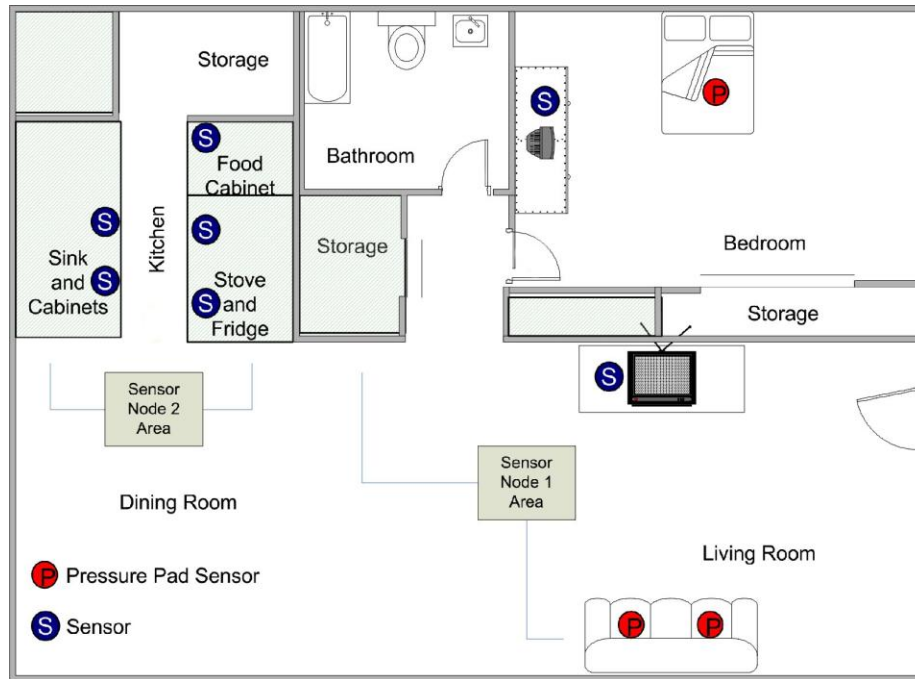 Storage
S
P
S
Bathroom
Food
Cabinet
S
Kitchen
S
Storage
Bedroom
Sink
and
Cabinets
S
Stove
and
Fridge
S
Storage
S
Sensor
Node 2
Area
Sensor
Node 1
Area
Dining Room
Living Room
P Pressure Pad Sensor
S Sensor
P P